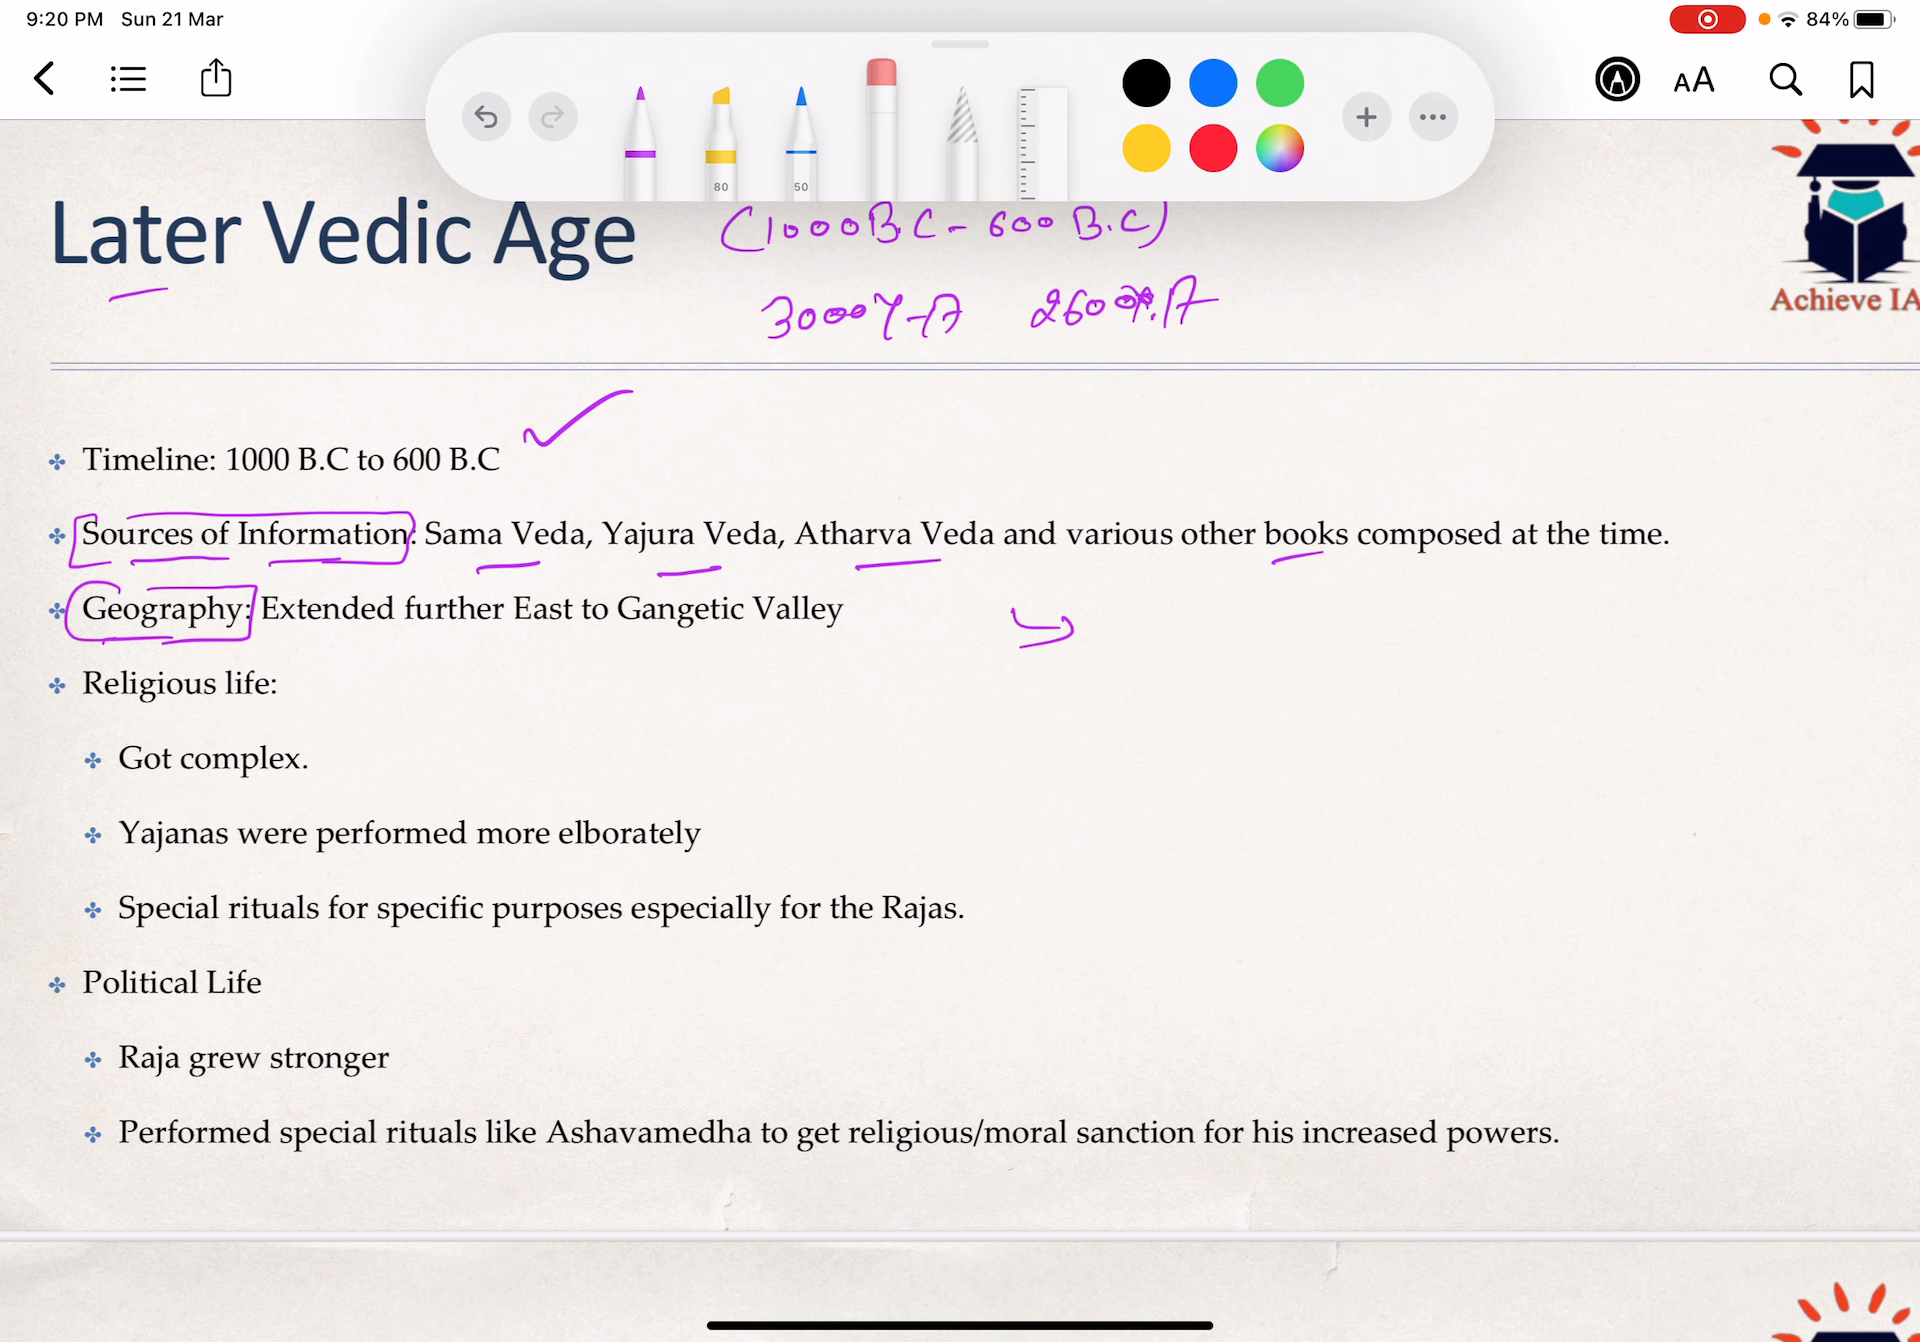 9:20 PM Sun 21 Mar 84%
AA
80 50
Later Vedic Age (1000 B.C - 600 B.C)
3000 Y-A 2600 Y.A
Achieve IA
Timeline: 1000 B.C to 600 B.C
Sources of Information: Sama Veda, Yajura Veda, Atharva Veda and various other books composed at the time.
Geography: Extended further East to Gangetic Valley
Religious life:
Got complex.
Yajanas were performed more elborately
Special rituals for specific purposes especially for the Rajas.
Political Life
Raja grew stronger
Performed special rituals like Ashavamedha to get religious/moral sanction for his increased powers.